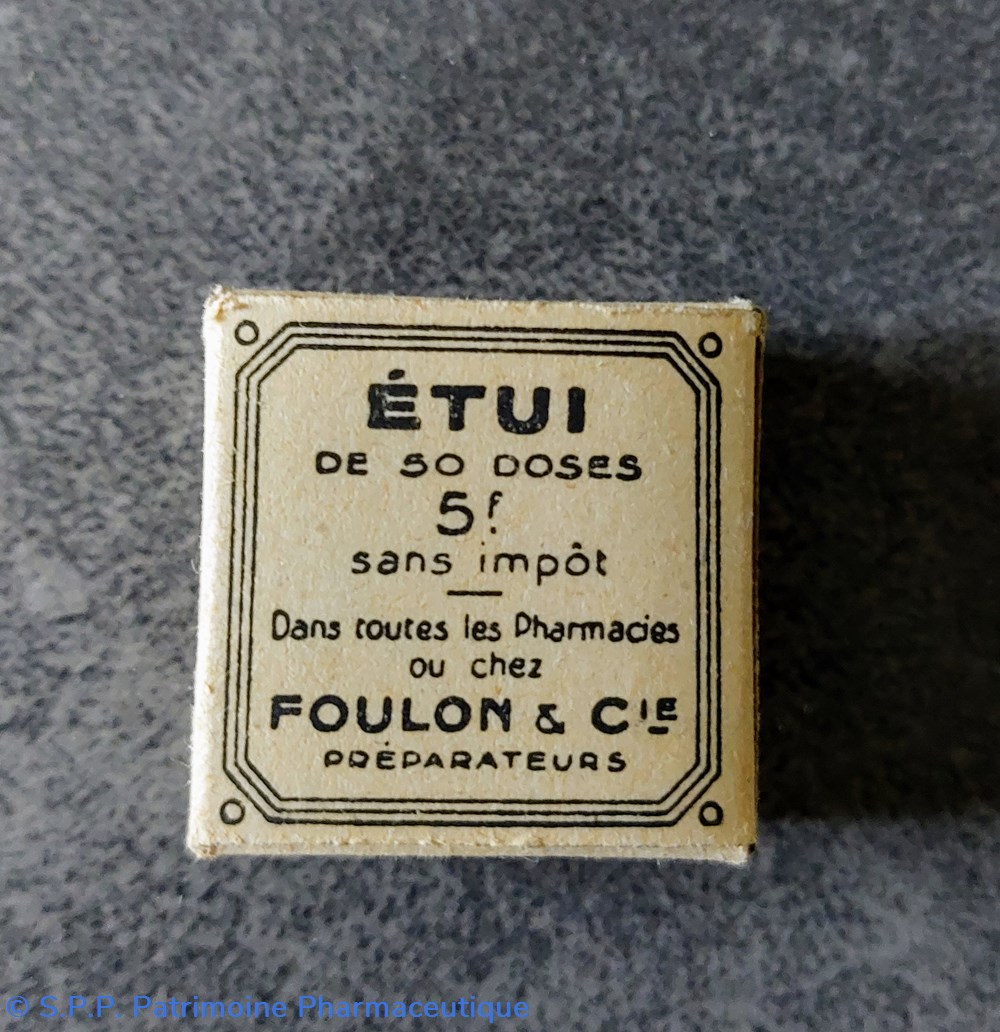 ÉTUI
DE 50 DOSES
5f.
sans impôt
Dans toutes les Pharmacies
ou chez
FOULON & CIE
PRÉPARATEURS
© S.P.P. Patrimoine Pharmaceutique